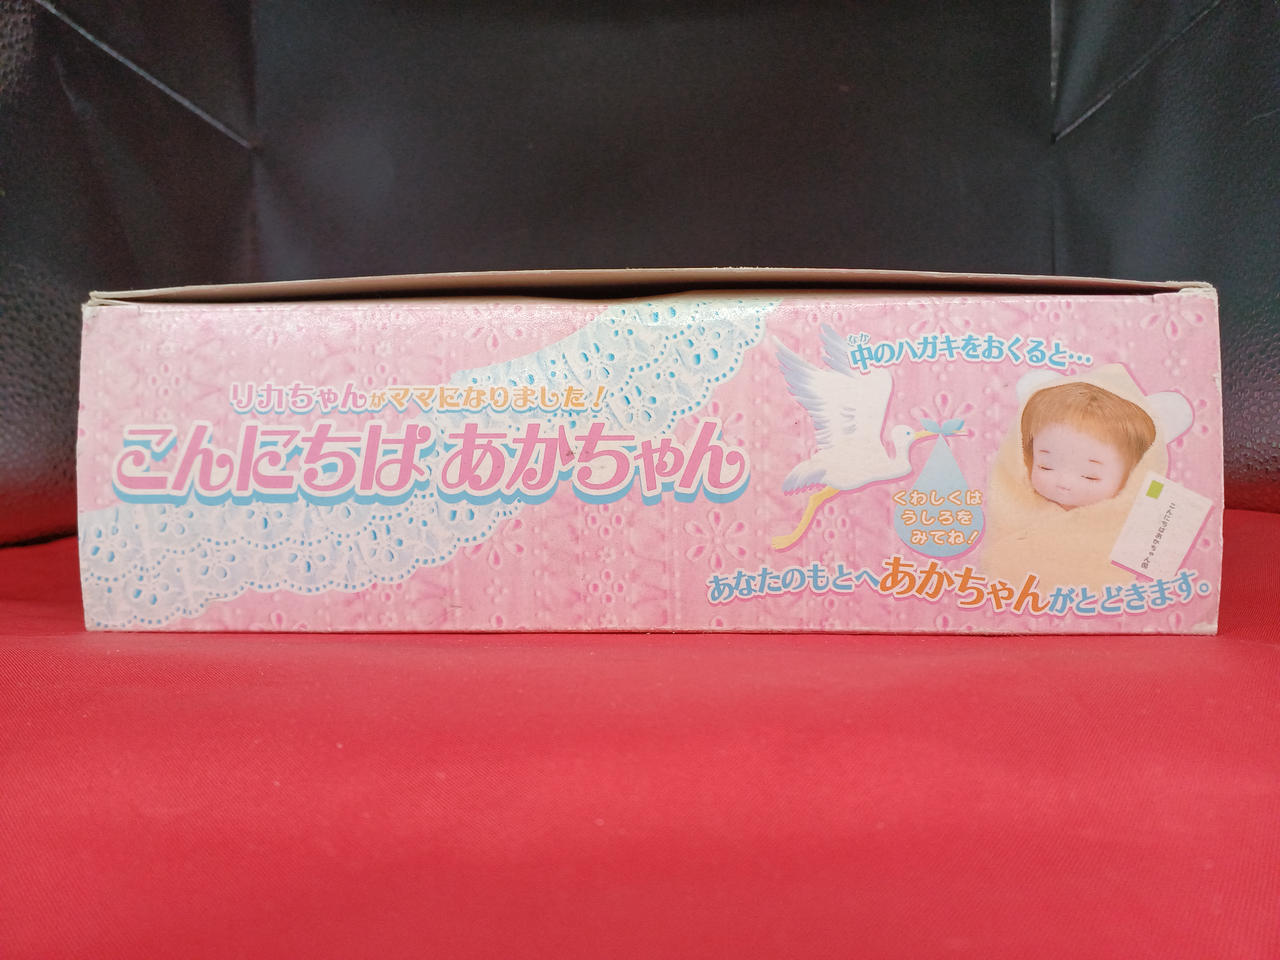 リカちゃんがママになりました!
こんにちは あかちゃん
なか
中のハガキをおくると…
くわしくは
うしろを
みてね!
あなたのもとへあかちゃんがとどきます。